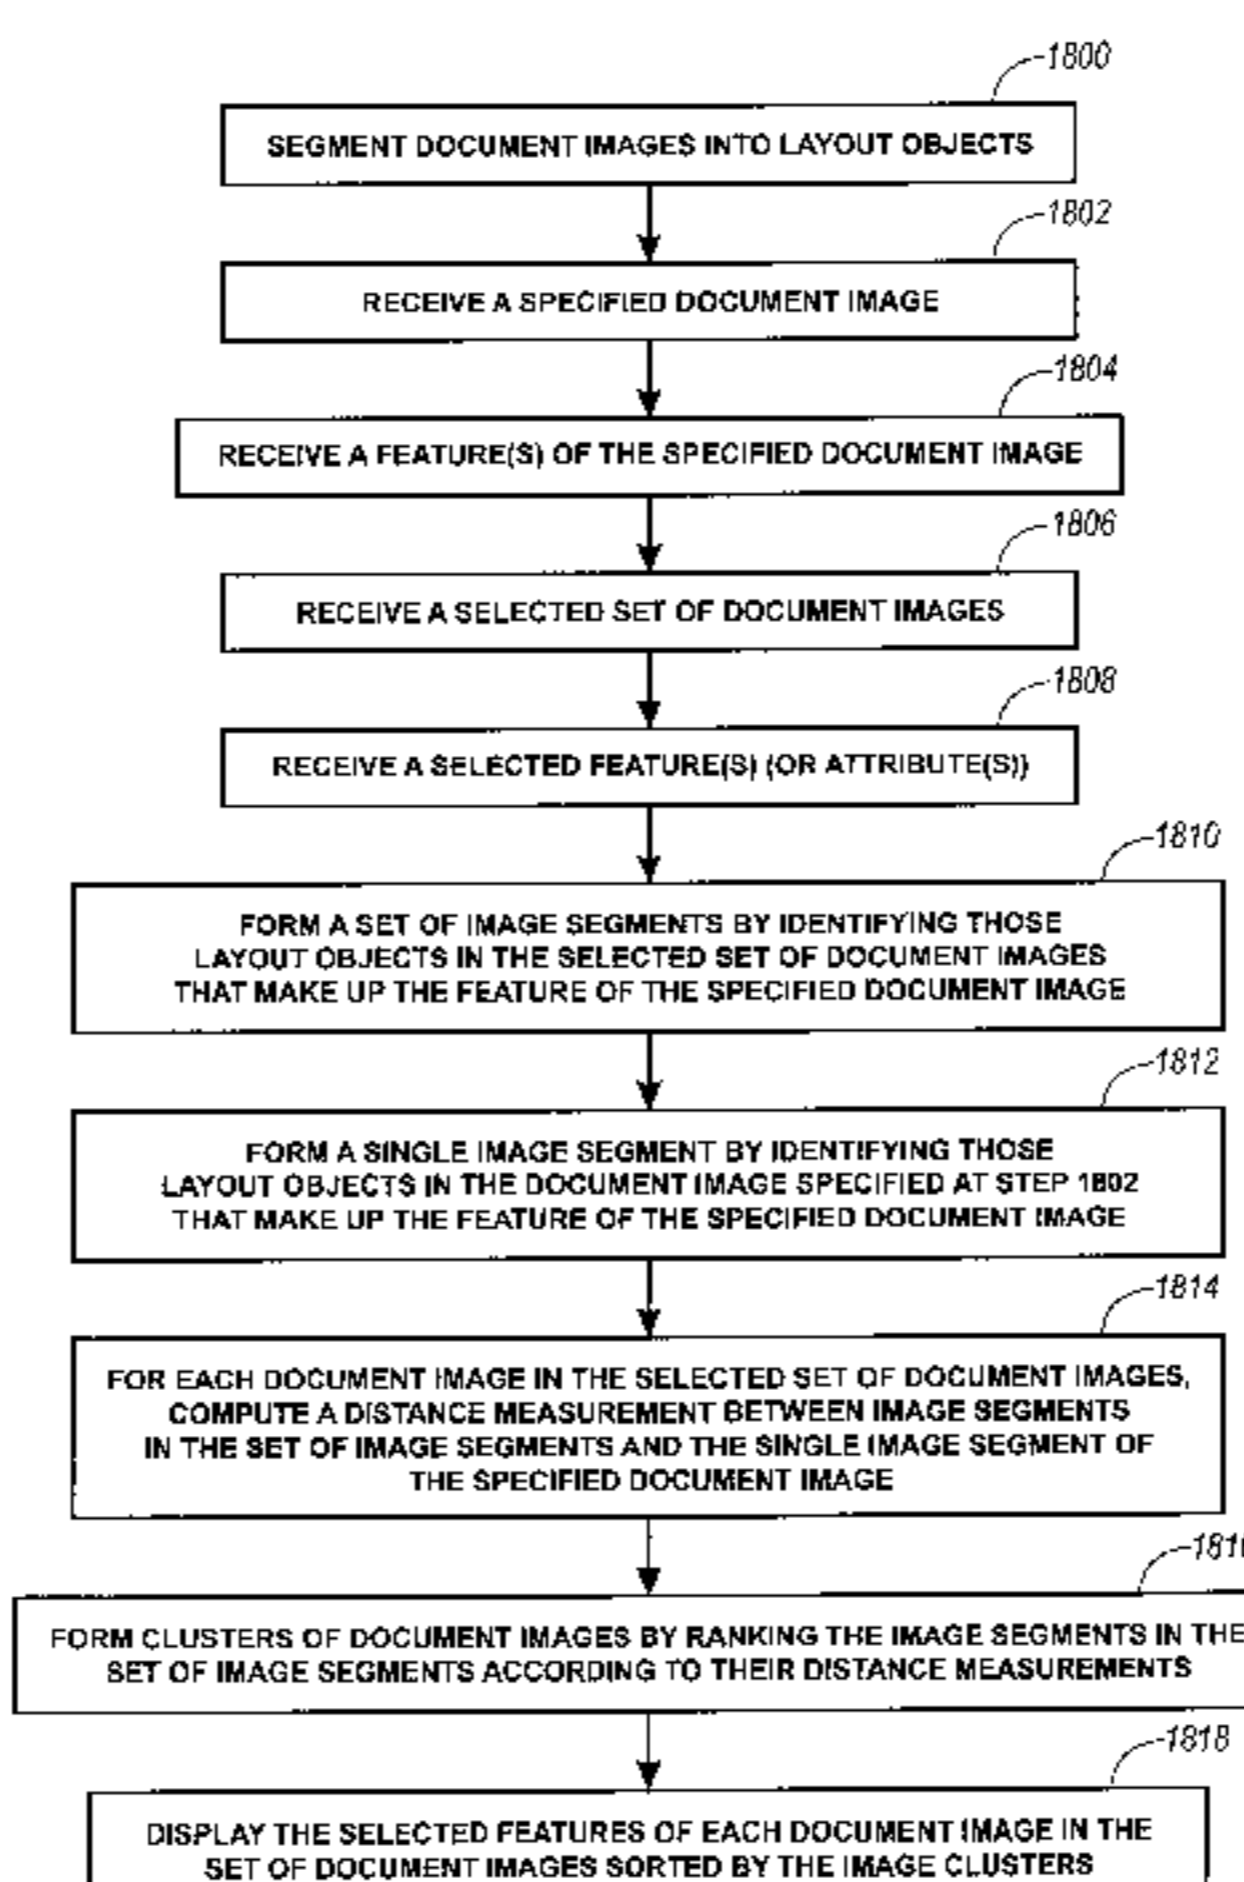 1800
SEGMENT DOCUMENT IMAGES INTO LAYOUT OBJECTS
1802
RECEIVE A SPECIFIED DOCUMENT IMAGE
1804
RECEIVE A FEATURE(S) OF THE SPECIFIED DOCUMENT IMAGE
1806
RECEIVE A SELECTED SET OF DOCUMENT IMAGES
1808
RECEIVE A SELECTED FEATURE(S) (OR ATTRIBUTE(S))
1810
FORM A SET OF IMAGE SEGMENTS BY IDENTIFYING THOSE
LAYOUT OBJECTS IN THE SELECTED SET OF DOCUMENT IMAGES
THAT MAKE UP THE FEATURE OF THE SPECIFIED DOCUMENT IMAGE
1812
FORM A SINGLE IMAGE SEGMENT BY IDENTIFYING THOSE
LAYOUT OBJECTS IN THE DOCUMENT IMAGE SPECIFIED AT STEP 1802
THAT MAKE UP THE FEATURE OF THE SPECIFIED DOCUMENT IMAGE
1814
FOR EACH DOCUMENT IMAGE IN THE SELECTED SET OF DOCUMENT IMAGES,
COMPUTE A DISTANCE MEASUREMENT BETWEEN IMAGE SEGMENTS
IN THE SET OF IMAGE SEGMENTS AND THE SINGLE IMAGE SEGMENT OF
THE SPECIFIED DOCUMENT IMAGE
FORM CLUSTERS OF DOCUMENT IMAGES BY RANKING THE IMAGE SEGMENTS IN THE
SET OF IMAGE SEGMENTS ACCORDING TO THEIR DISTANCE MEASUREMENTS
1818
DISPLAY THE SELECTED FEATURES OF EACH DOCUMENT IMAGE IN THE
SET OF DOCUMENT IMAGES SORTED BY THE IMAGE CLUSTERS